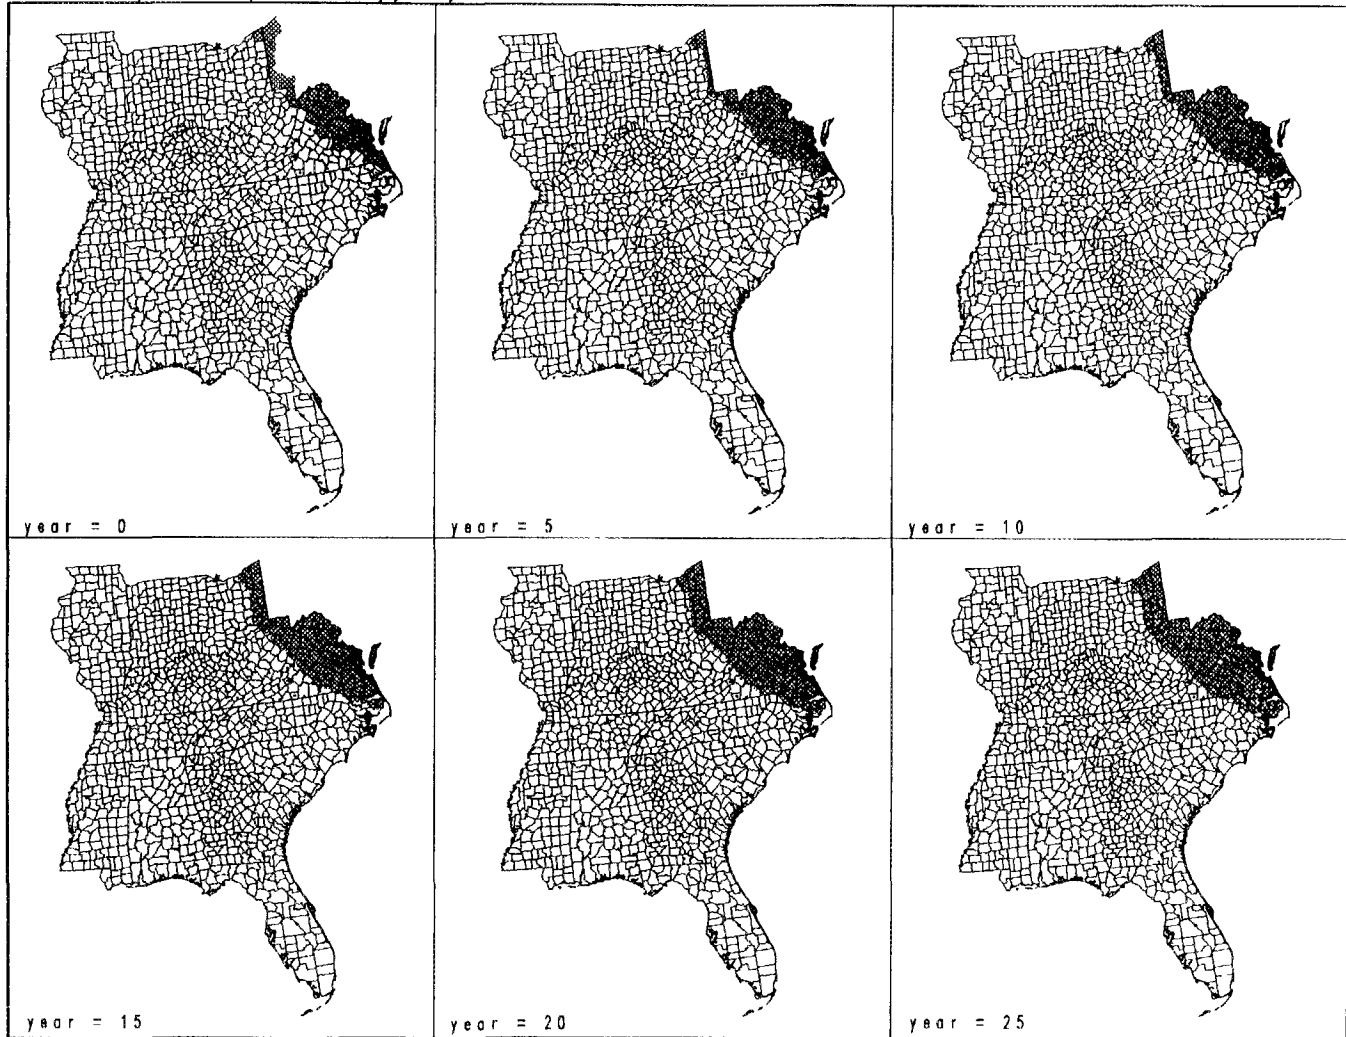 year = 0
year = 5
year = 10
year = 15
year = 20
year = 25